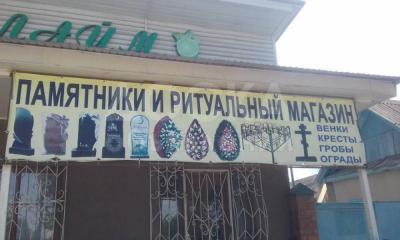 ЛАЙМ
ПАМЯТНИКИ И РИТУАЛЬНЫЙ МАГАЗИН
ВЕНКИ
КРЕСТЫ
ГРОБЫ
ОГРАДЫ